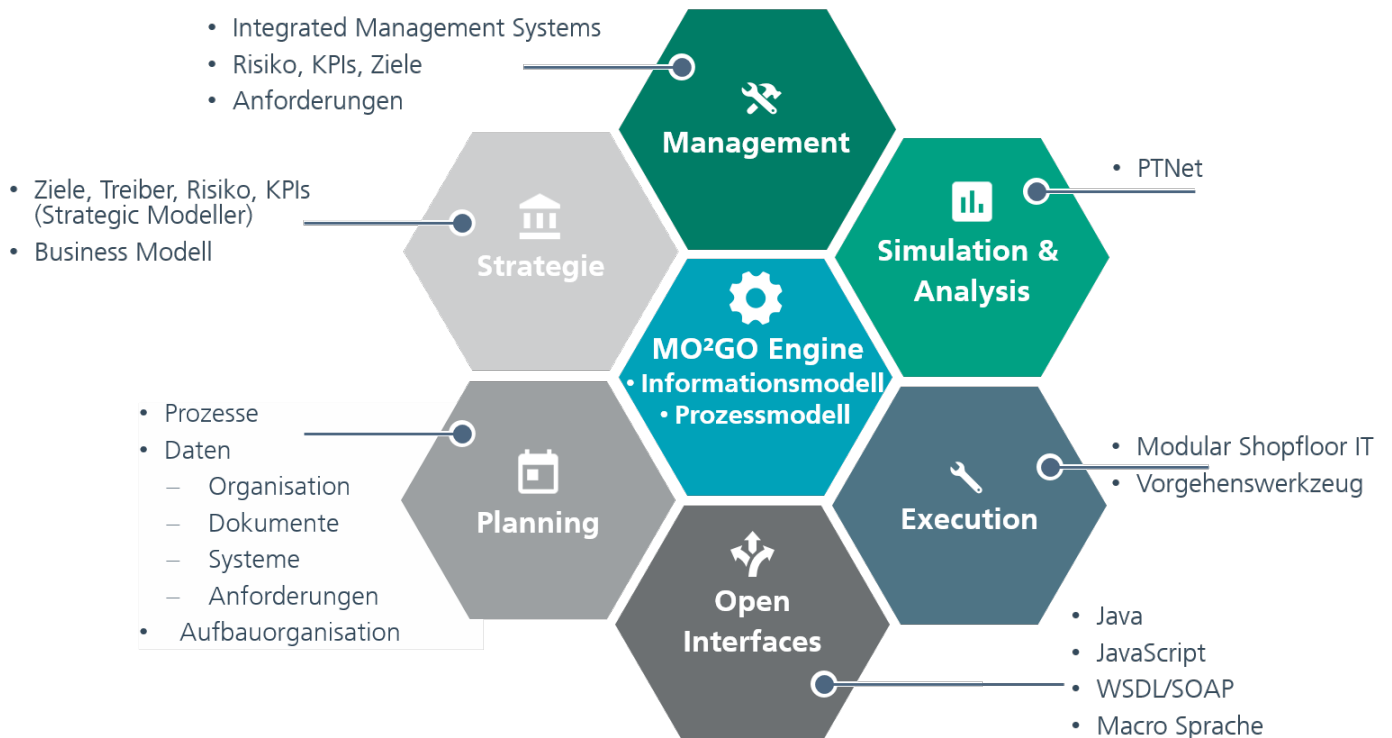 • Integrated Management Systems
• Risiko, KPIs, Ziele
• Anforderungen
Management
• Ziele, Treiber, Risiko, KPIs
(Strategic Modeller)
• Business Modell
Strategie
• PTNet
Simulation &
Analysis
MO²GO Engine
• Informationsmodell
• Prozessmodell
• Prozesse
• Daten
– Organisation
– Dokumente
– Systeme
– Anforderungen
• Aufbauorganisation
Planning
• Modular Shopfloor IT
• Vorgehenswerkzeug
Execution
Open
Interfaces
• Java
• JavaScript
• WSDL/SOAP
• Macro Sprache